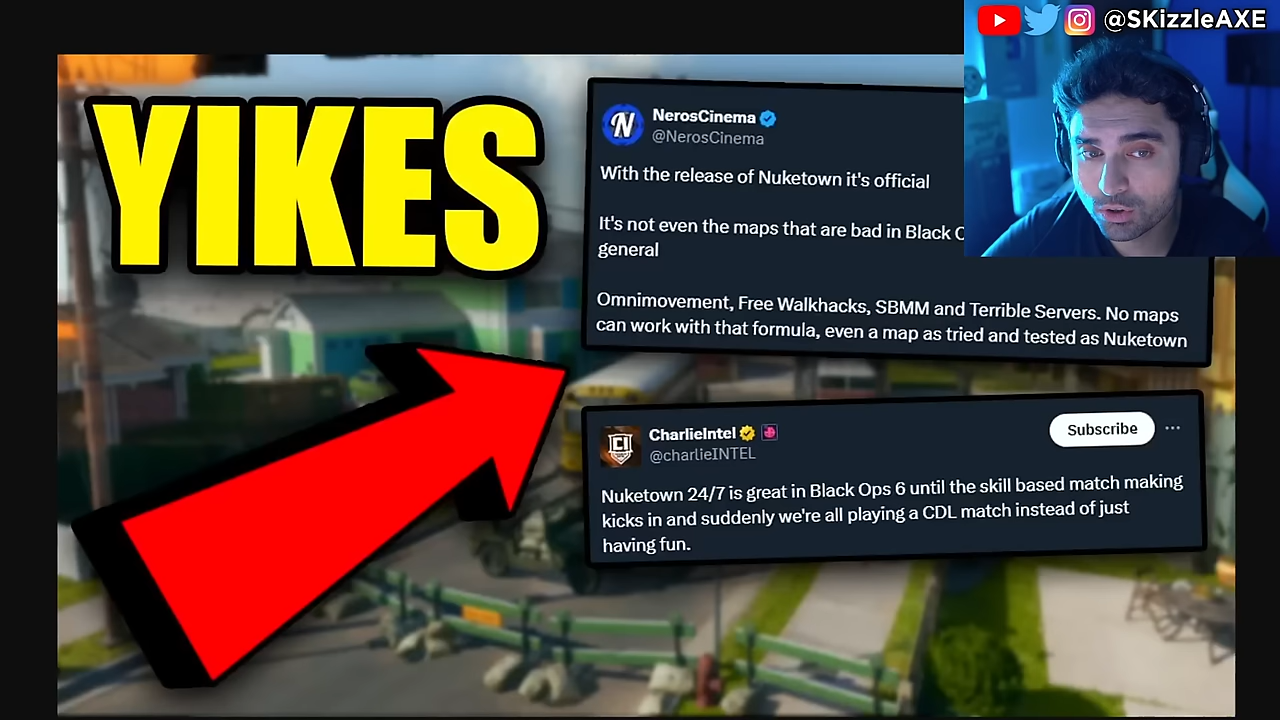 @SKizzleAXE
YIKES
N
NerosCinema
@NerosCinema
With the release of Nuketown it's official
It's not even the maps that are bad in Black O
general
Omnimovement, Free Walkhacks, SBMM and Terrible Servers. No maps
can work with that formula, even a map as tried and tested as Nuketown
CI
CharlieIntel
@charlieINTEL
Subscribe
Nuketown 24/7 is great in Black Ops 6 until the skill based match making
kicks in and suddenly we're all playing a CDL match instead of just
having fun.